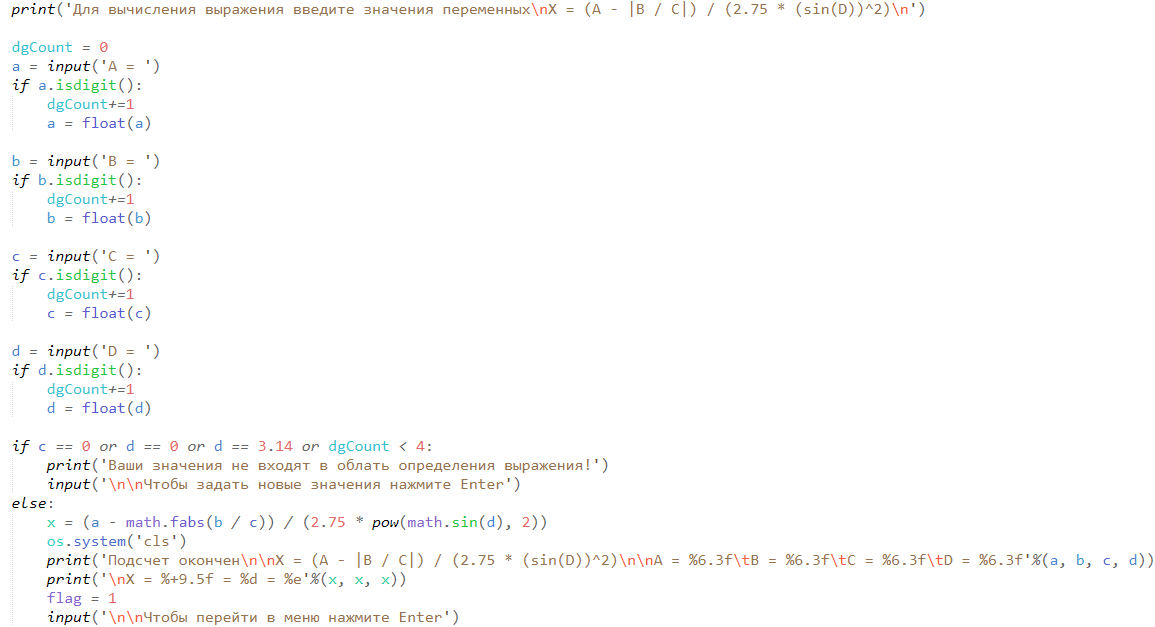 print('Для вычисления выражения введите значения переменных\nX = (A - |B / C|) / (2.75 * (sin(D))^2)\n')
dgCount = 0
a = input('A = ')
if a.isdigit():
dgCount+=1
a = float(a)
b = input('B = ')
if b.isdigit():
dgCount+=1
b = float(b)
c = input('C = ')
if c.isdigit():
dgCount+=1
c = float(c)
d = input('D = ')
if d.isdigit():
dgCount+=1
d = float(d)
if c == 0 or d == 0 or d == 3.14 or dgCount < 4:
print('Ваши значения не входят в облать определения выражения!')
input('\n\nЧтобы задать новые значения нажмите Enter')
else:
x = (a - math.fabs(b / c)) / (2.75 * pow(math.sin(d), 2))
os.system('cls')
print('Подсчет окончен\n\nX = (A - |B / C|) / (2.75 * (sin(D))^2)\n\nA = %6.3f\tB = %6.3f\tC = %6.3f\tD = %6.3f'%(a, b, c, d))
print('\nX = %+9.5f = %d = %e'%(x, x, x))
flag = 1
input('\n\nЧтобы перейти в меню нажмите Enter')